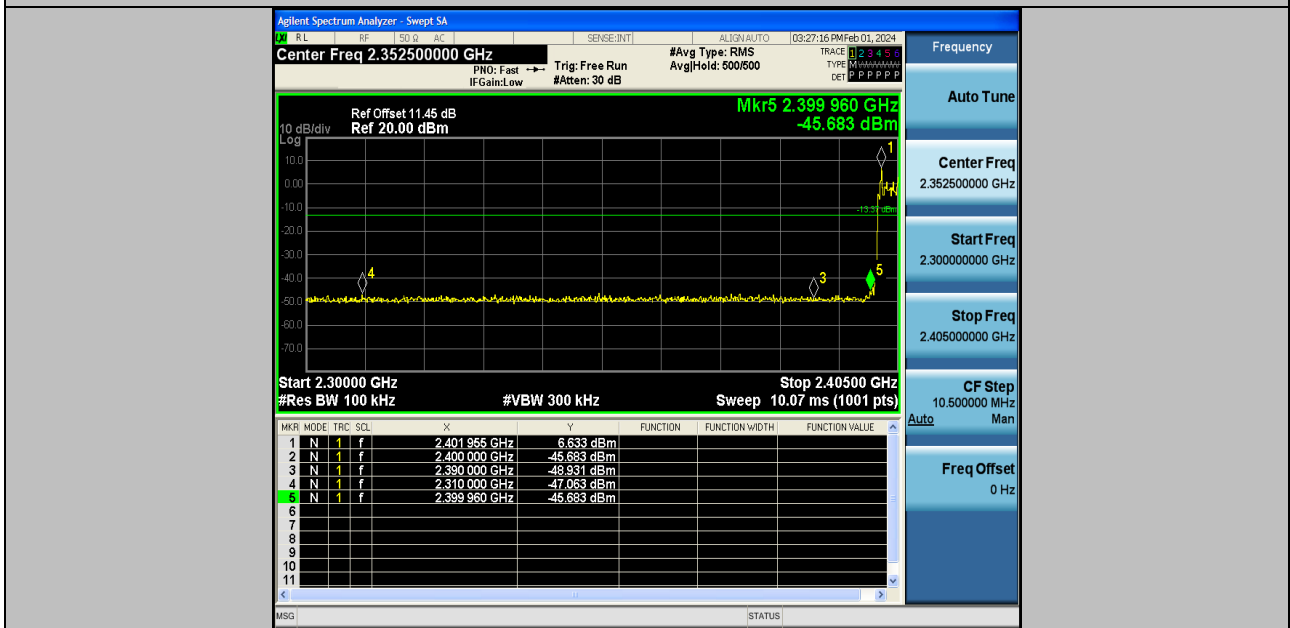 Agilent Spectrum Analyzer - Swept SA
RL RF 50 Ω AC SENSE:INT ALIGN AUTO 03:27:16 PM Feb 01, 2024
Center Freq 2.352500000 GHz
PNO: Fast
IFGain:Low
Trig: Free Run
#Atten: 30 dB
#Avg Type: RMS
Avg|Hold: 500/500
TRACE 1 2 3 4 5 6
TYPE M
DET P P P P P P
Ref Offset 11.45 dB
10 dB/div Ref 20.00 dBm
Log
Mkr5 2.399 960 GHz
-45.683 dBm
10.0
0.00
-10.0
-20.0
-30.0
-40.0
-50.0
-60.0
-70.0
1
-13.37 dBm
4
3
5
Start 2.30000 GHz Stop 2.40500 GHz
#Res BW 100 kHz #VBW 300 kHz Sweep 10.07 ms (1001 pts)
MKR MODE TRC SCL X Y FUNCTION FUNCTION WIDTH FUNCTION VALUE
1 N 1 f 2.401 955 GHz 6.633 dBm
2 N 1 f 2.400 000 GHz -45.683 dBm
3 N 1 f 2.390 000 GHz -48.931 dBm
4 N 1 f 2.310 000 GHz -47.063 dBm
5 N 1 f 2.399 960 GHz -45.683 dBm
6
7
8
9
10
11
MSG STATUS
Frequency
Auto Tune
Center Freq
2.352500000 GHz
Start Freq
2.300000000 GHz
Stop Freq
2.405000000 GHz
CF Step
10.500000 MHz
Auto Man
Freq Offset
0 Hz